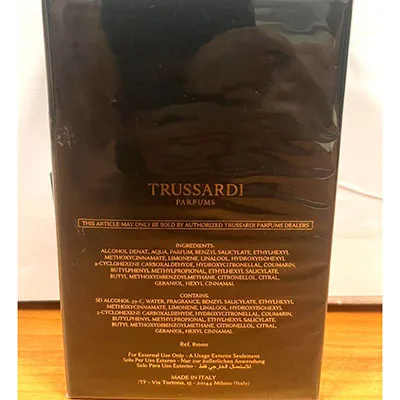 TRUSSARDI
PARFUMS
THIS ARTICLE MAY ONLY BE SOLD BY AUTHORIZED TRUSSARDI PARFUMS DEALERS
INGREDIENTS:
ALCOHOL DENAT., AQUA, PARFUM, BENZYL SALICYLATE, ETHYLHEXYL
METHOXYCINNAMATE, LIMONENE, LINALOOL, HYDROXYISOHEXYL
3-CYCLOHEXENE CARBOXALDEHYDE, HYDROXYCITRONELLAL, COUMARIN,
BUTYLPHENYL METHYLPROPIONAL, ETHYLHEXYL SALICYLATE,
BUTYL METHOXYDIBENZOYLMETHANE, CITRONELLOL, CITRAL,
GERANIOL, HEXYL CINNAMAL
CONTAINS:
SD ALCOHOL 39-C, WATER, FRAGRANCE, BENZYL SALICYLATE, ETHYLHEXYL
METHOXYCINNAMATE, LIMONENE, LINALOOL, HYDROXYISOHEXYL
3-CYCLOHEXENE CARBOXALDEHYDE, HYDROXYCITRONELLAL, COUMARIN,
BUTYLPHENYL METHYLPROPIONAL, ETHYLHEXYL SALICYLATE,
BUTYL METHOXYDIBENZOYLMETHANE, CITRONELLOL, CITRAL,
GERANIOL, HEXYL CINNAMAL
Ref. 81000
For External Use Only - A Usage Externe Seulement
Solo Per Uso Esterno - Nur zur äußerlichen Anwendung
Solo Para Uso Externo - للاستعمال الخارجي فقط
MADE IN ITALY
ITF - Via Tortona, 15 - 20144 Milano (Italy)